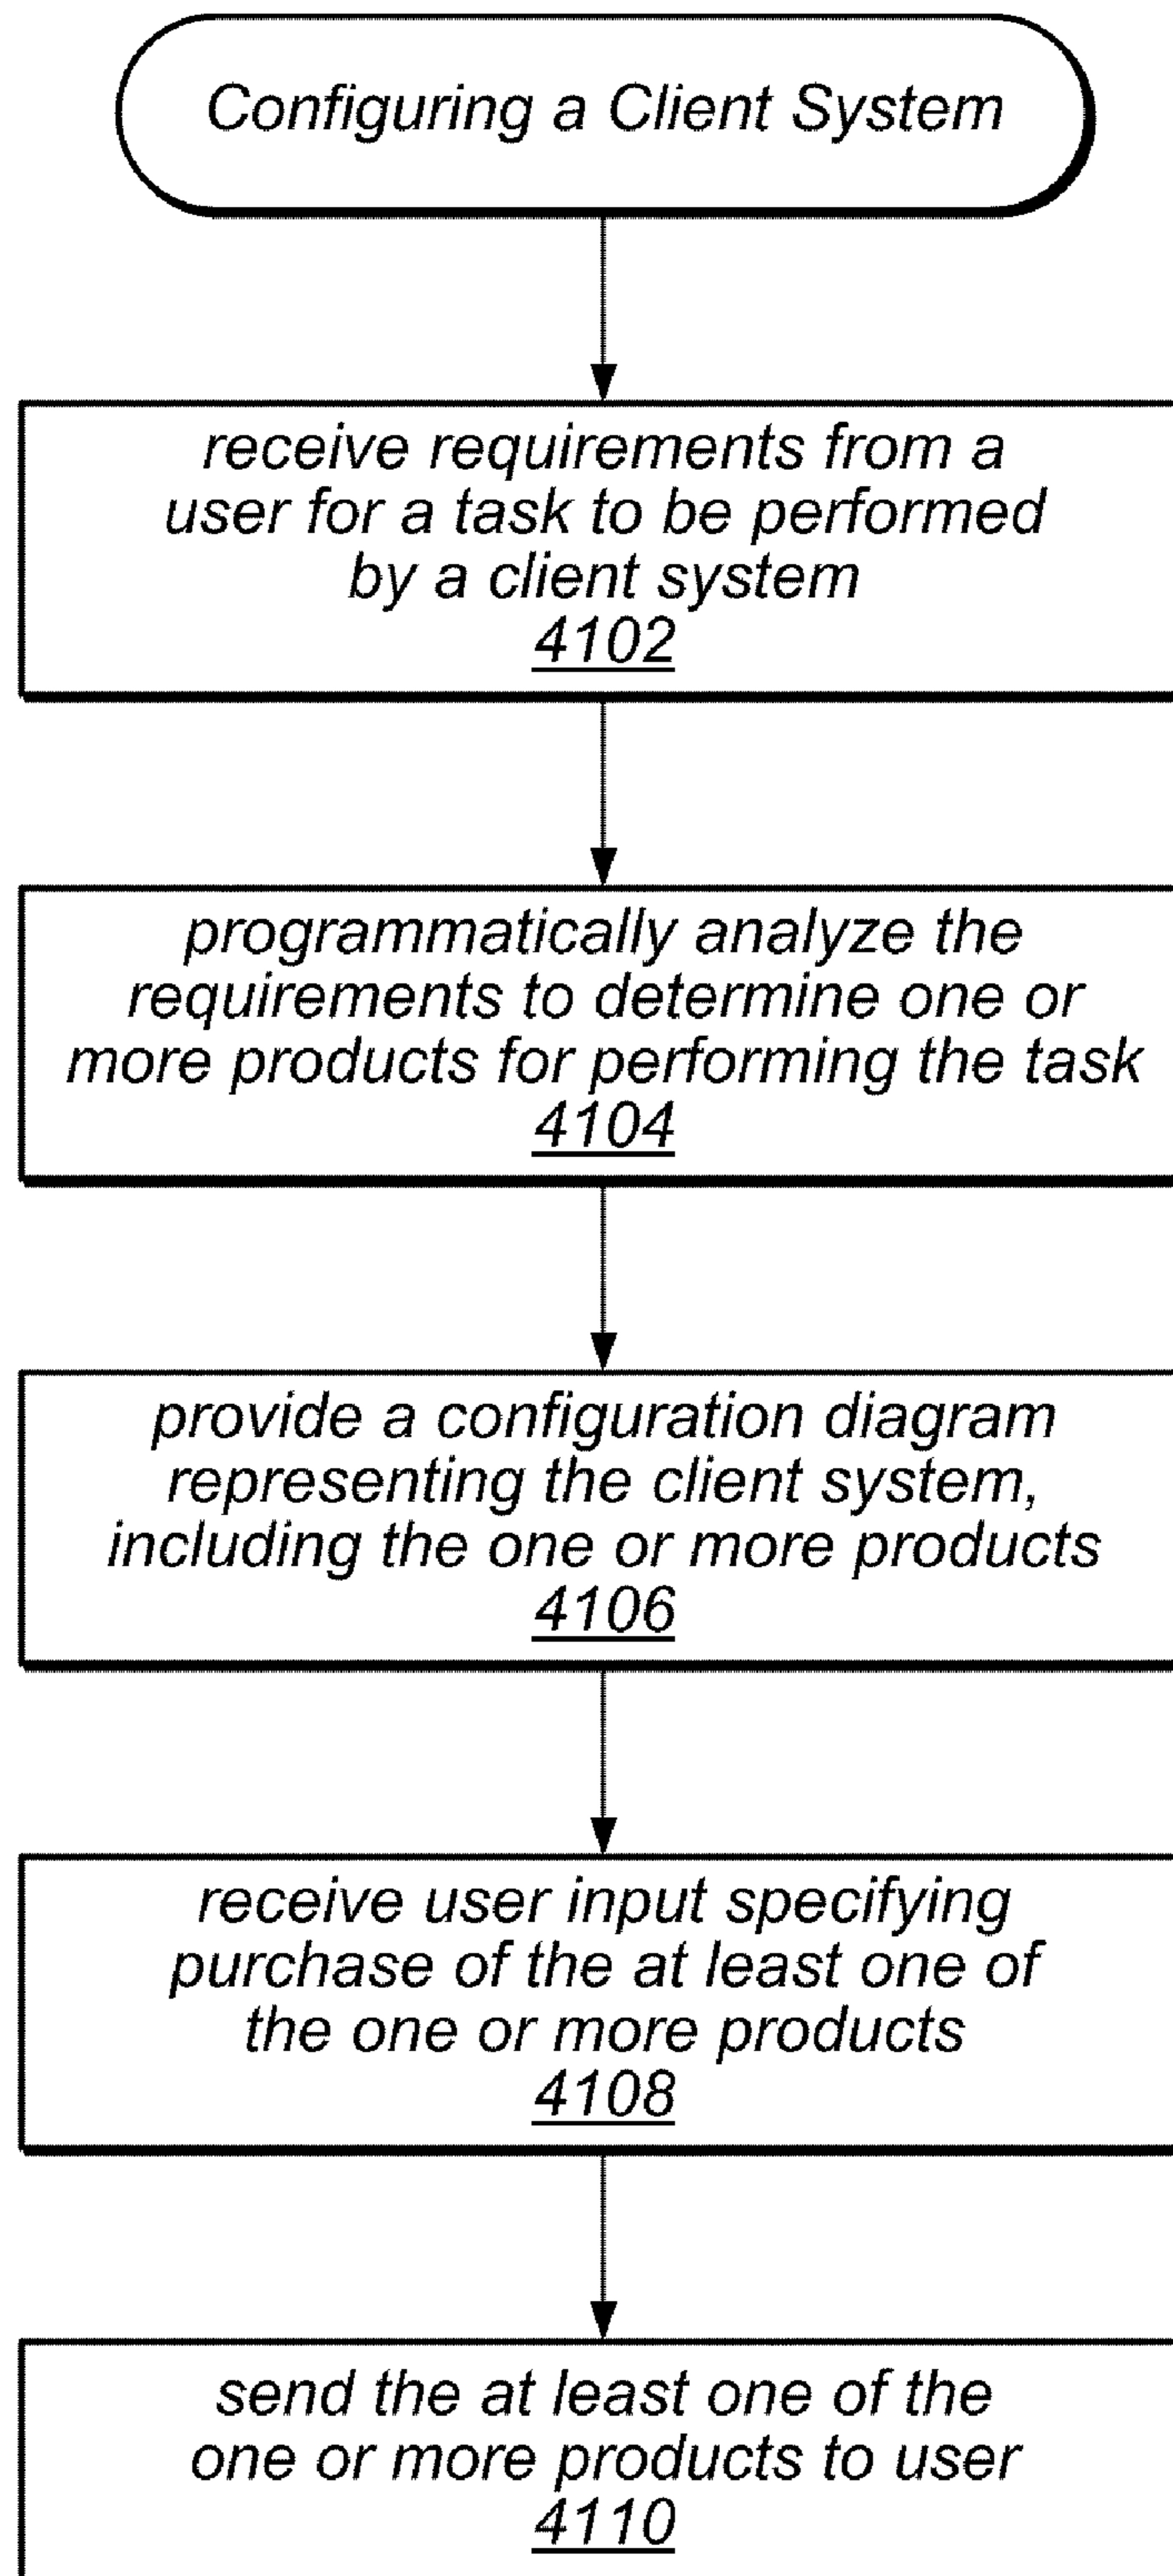 Configuring a Client System
receive requirements from a
user for a task to be performed
by a client system
4102
programmatically analyze the
requirements to determine one or
more products for performing the task
4104
provide a configuration diagram
representing the client system,
including the one or more products
4106
receive user input specifying
purchase of the at least one of
the one or more products
4108
send the at least one of the
one or more products to user
4110